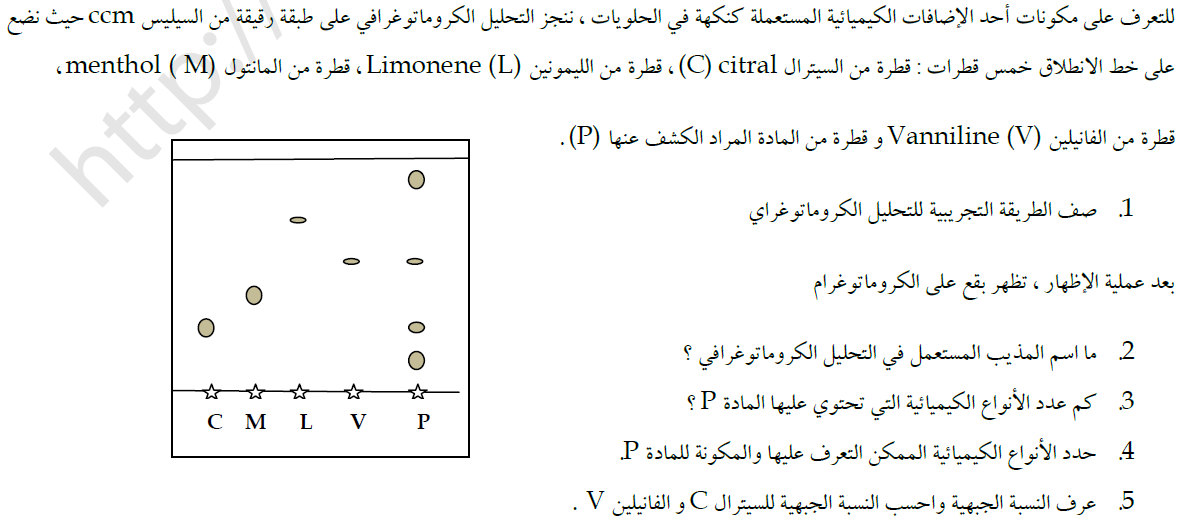 للتعرف على مكونات أحد الإضافات الكيميائية المستعملة كنكهة في الحلويات ، ننجز التحليل الكروماتوغرافي على طبقة رقيقة من السيليس ccm حيث نضع
على خط الانطلاق خمس قطرات : قطرة من السيترال citral (C) ، قطرة من الليمونين Limonene (L) ، قطرة من المانتول menthol ( M) ،
قطرة من الفانيلين Vanniline (V) و قطرة من المادة المراد الكشف عنها (P) .
1. صف الطريقة التجريبية للتحليل الكروماتوغراي
بعد عملية الإظهار ، تظهر بقع على الكروماتوغرام
2. ما اسم المذيب المستعمل في التحليل الكروماتوغرافي ؟
3. كم عدد الأنواع الكيميائية التي تحتوي عليها المادة P ؟
4. حدد الأنواع الكيميائية الممكن التعرف عليها والمكونة للمادة P.
5. عرف النسبة الجبهية واحسب النسبة الجبهية للسيترال C و الفانيلين V .
C M L V P
http://